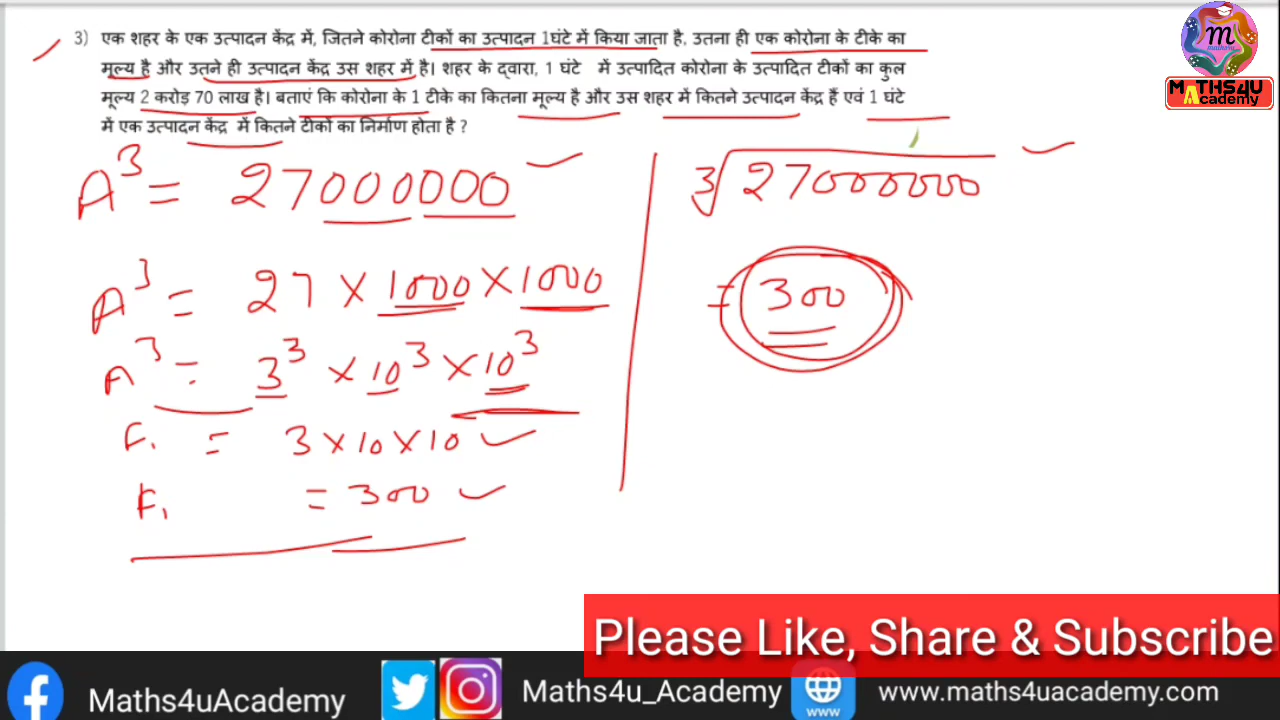 3) एक शहर के एक उत्पादन केंद्र में, जितने कोरोना टीकों का उत्पादन 1घंटे में किया जाता है, उतना ही एक कोरोना के टीके का
मूल्य है और उतने ही उत्पादन केंद्र उस शहर में है। शहर के द्वारा, 1 घंटे में उत्पादित कोरोना के उत्पादित टीकों का कुल
मूल्य 2 करोड़ 70 लाख है। बताएं कि कोरोना के 1 टीके का कितना मूल्य है और उस शहर में कितने उत्पादन केंद्र हैं एवं 1 घंटे
में एक उत्पादन केंद्र में कितने टीकों का निर्माण होता है ?
m
mathsmu
MATHS4U
Academy
A³ = 27000000
A³ = 27 × 1000 × 1000
A³ = 3³ × 10³ × 10³
= 3 × 10 × 10
= 300
∛27000000
= 300
Please Like, Share & Subscribe
Maths4uAcademy
Maths4u_Academy
www
www.maths4uacademy.com